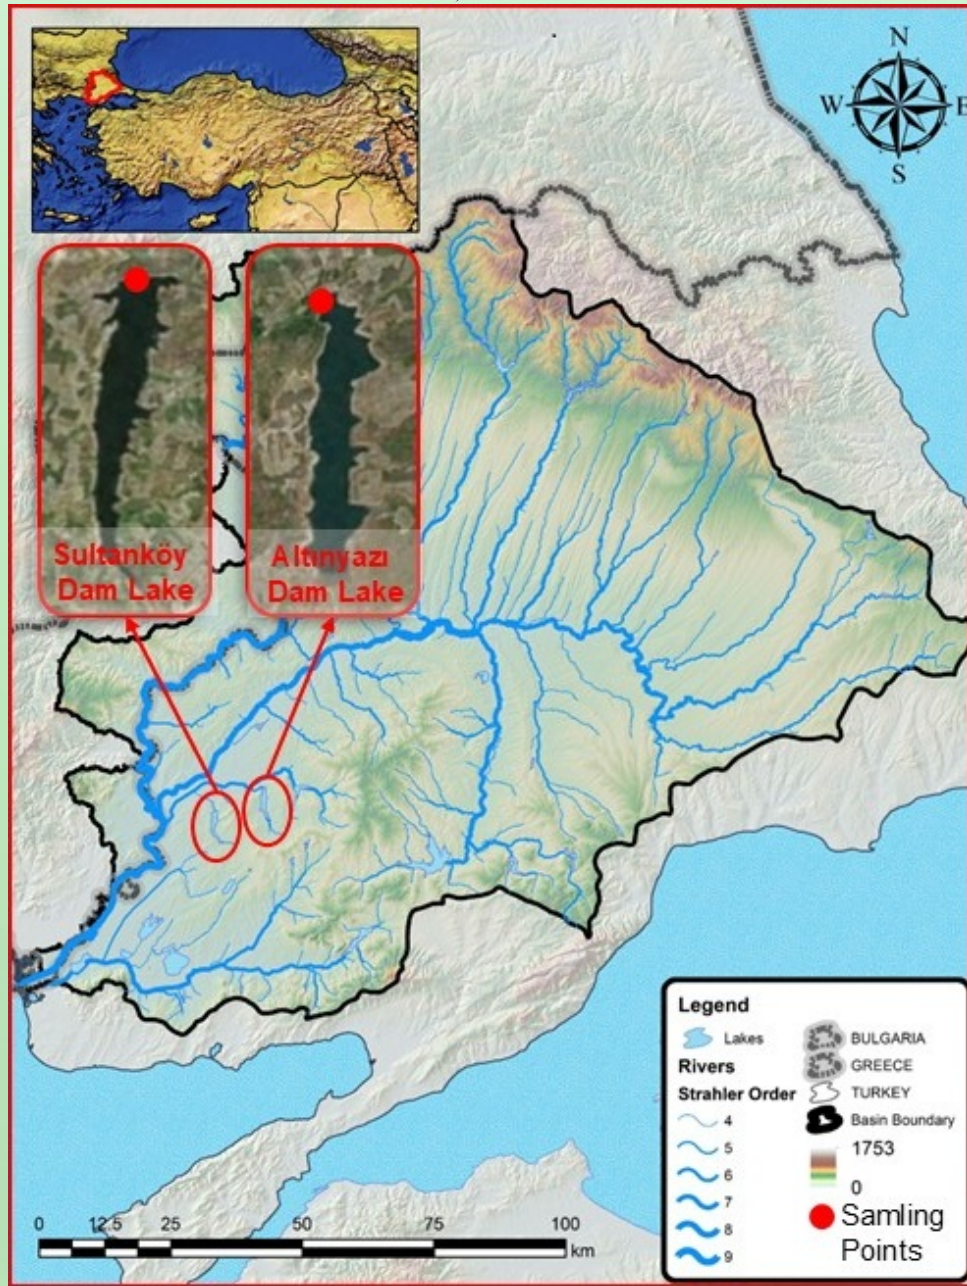 N
W E
S
Sultanköy
Dam Lake
Altınyazı
Dam Lake
Legend
Lakes
Rivers
Strahler Order
4
5
6
7
8
9
BULGARIA
GREECE
TURKEY
Basin Boundary
1753
0
Samling
Points
0 12.5 25 50 75 100
km